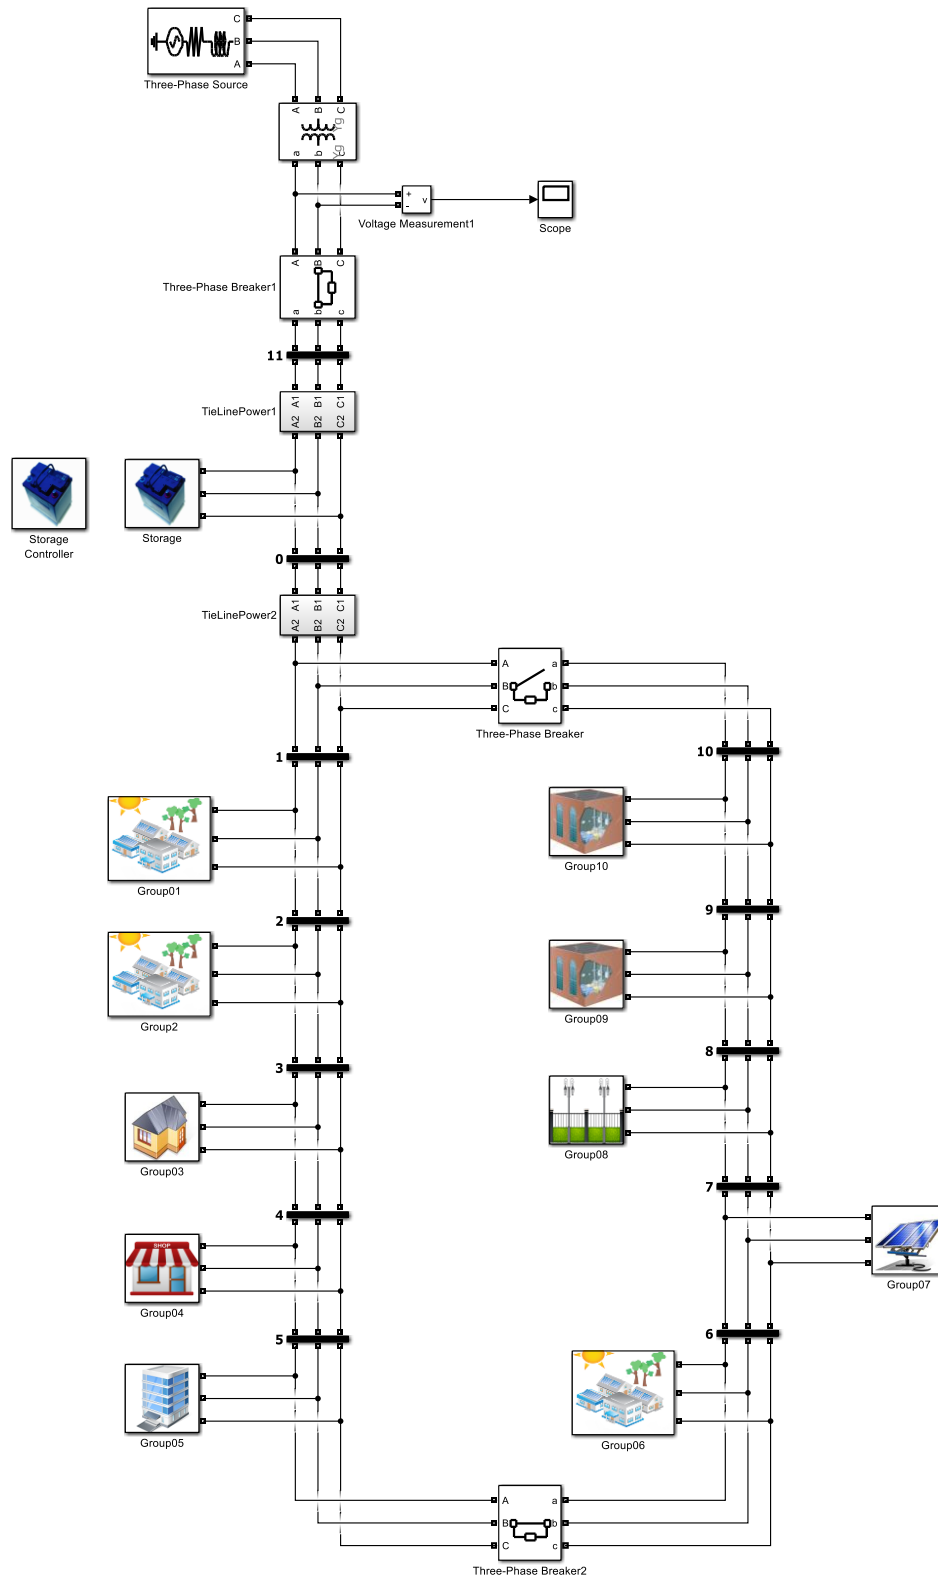 C
B
A
Three-Phase Source
A B C
Yg
Yg
a b c
+
-
v
Voltage Measurement1
Scope
A B C
Three-Phase Breaker1
a b c
11
A1 B1 C1
TieLinePower1
A2 B2 C2
Storage
Controller
Storage
0
A1 B1 C1
TieLinePower2
A2 B2 C2
A a
B b
C c
Three-Phase Breaker
1
10
Group01
Group10
2
9
Group2
Group09
3
8
Group03
Group08
4
7
SHOP
Group04
Group07
5
6
Group05
Group06
A a
B b
C c
Three-Phase Breaker2